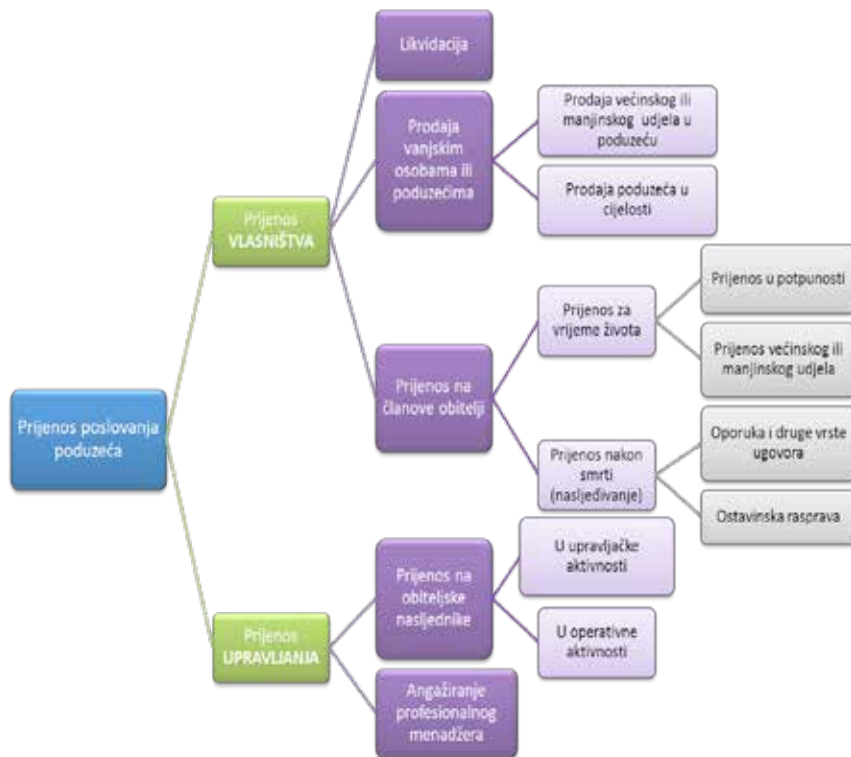 Likvidacija
Prodaja
vanjskim
osobama ili
poduzećima
Prodaja većinskog ili
manjinskog udjela u
poduzeću
Prodaja poduzeća u
cijelosti
Prijenos
VLASNIŠTVA
Prijenos za
vrijeme života
Prijenos u potpunosti
Prijenos većinskog ili
manjinskog udjela
Prijenos na
članove obitelji
Prijenos poslovanja
poduzeća
Prijenos nakon
smrti
(nasljeđivanje)
Oporuka i druge vrste
ugovora
Ostavinska rasprava
Prijenos na
obiteljske
nasljednike
U upravljačke
aktivnosti
U operativne
aktivnosti
Prijenos
UPRAVLJANJA
Angažiranje
profesionalnog
menadžera